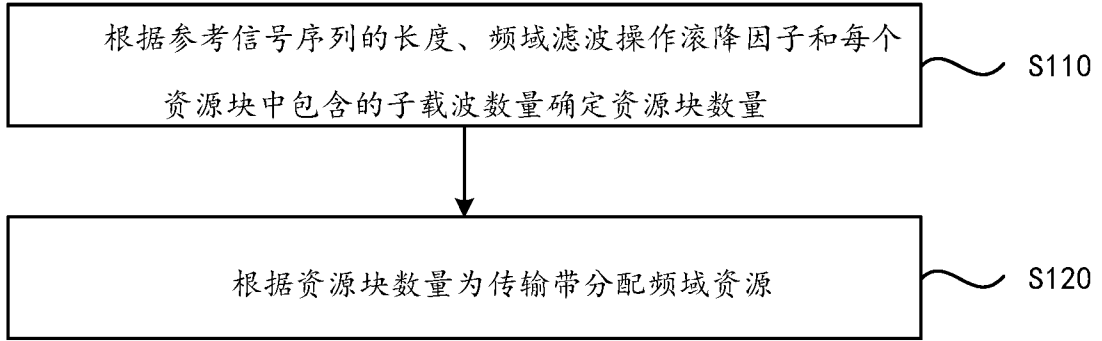 根据参考信号序列的长度、频域滤波操作滚降因子和每个
资源块中包含的子载波数量确定资源块数量
S110
根据资源块数量为传输带分配频域资源
S120